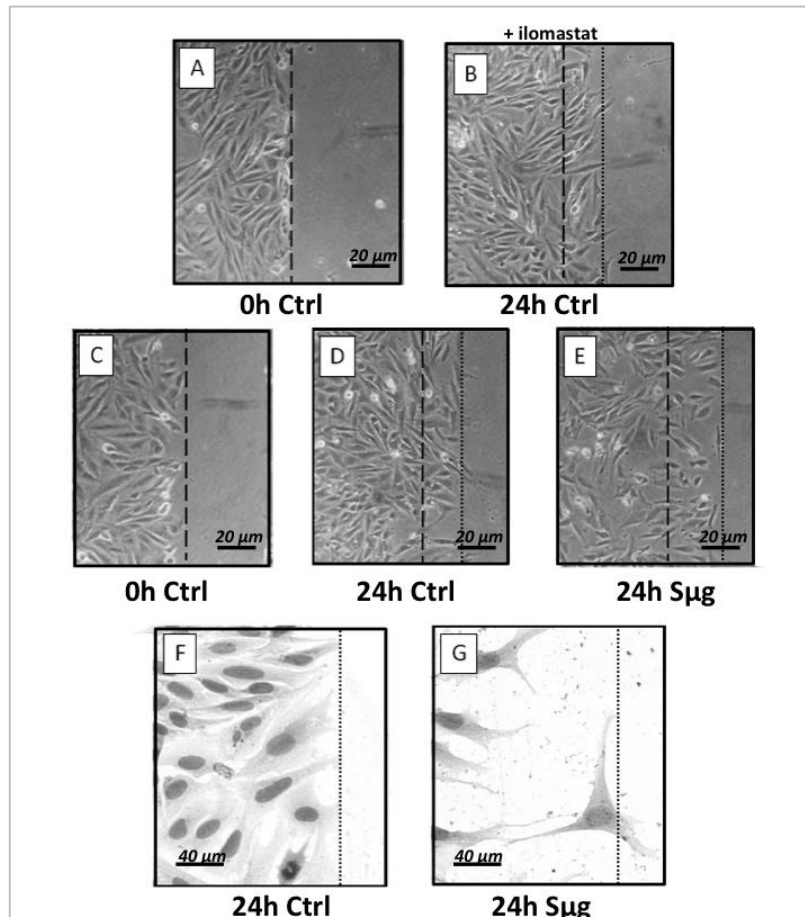 + ilomastat
A B
20 µm 20 µm
0h Ctrl 24h Ctrl
C D E
20 µm 20 µm 20 µm
0h Ctrl 24h Ctrl 24h Sµg
F G
40 µm 40 µm
24h Ctrl 24h Sµg